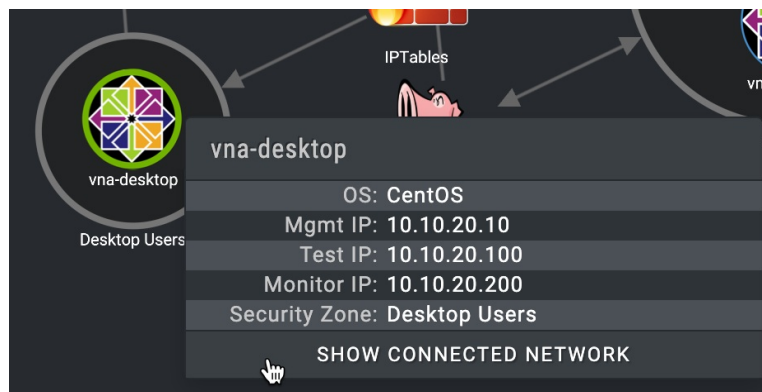 IPTables
vn
vna-desktop
Desktop Users
vna-desktop
OS: CentOS
Mgmt IP: 10.10.20.10
Test IP: 10.10.20.100
Monitor IP: 10.10.20.200
Security Zone: Desktop Users
SHOW CONNECTED NETWORK